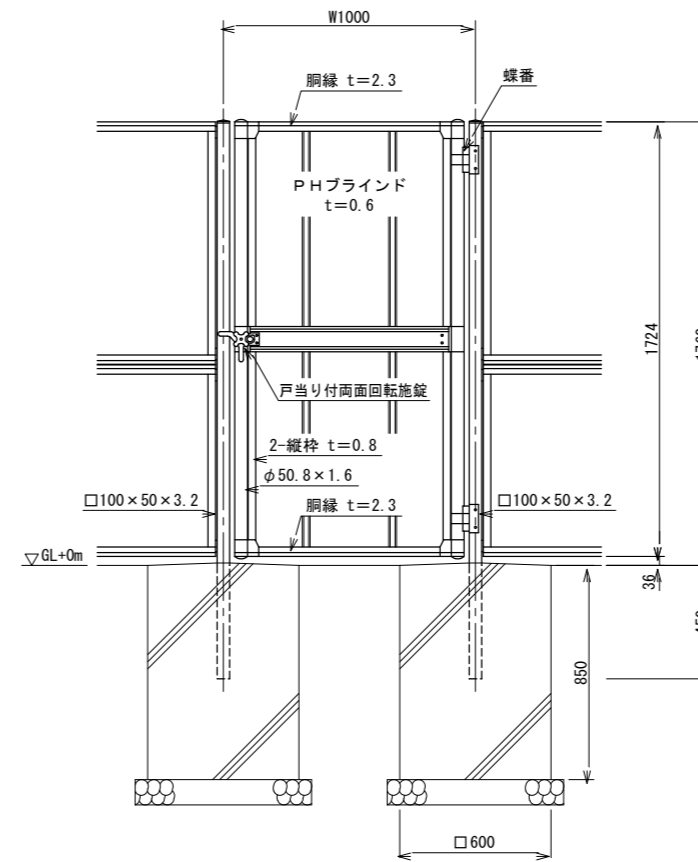 W1000
胴縁 t=2.3
蝶番
PHブラインド
t=0.6
1724
戸当り付両面回転施錠
2-縦枠 t=0.8
φ50.8×1.6
□100×50×3.2
胴縁 t=2.3
□100×50×3.2
▽GL+0m
36
850
□600